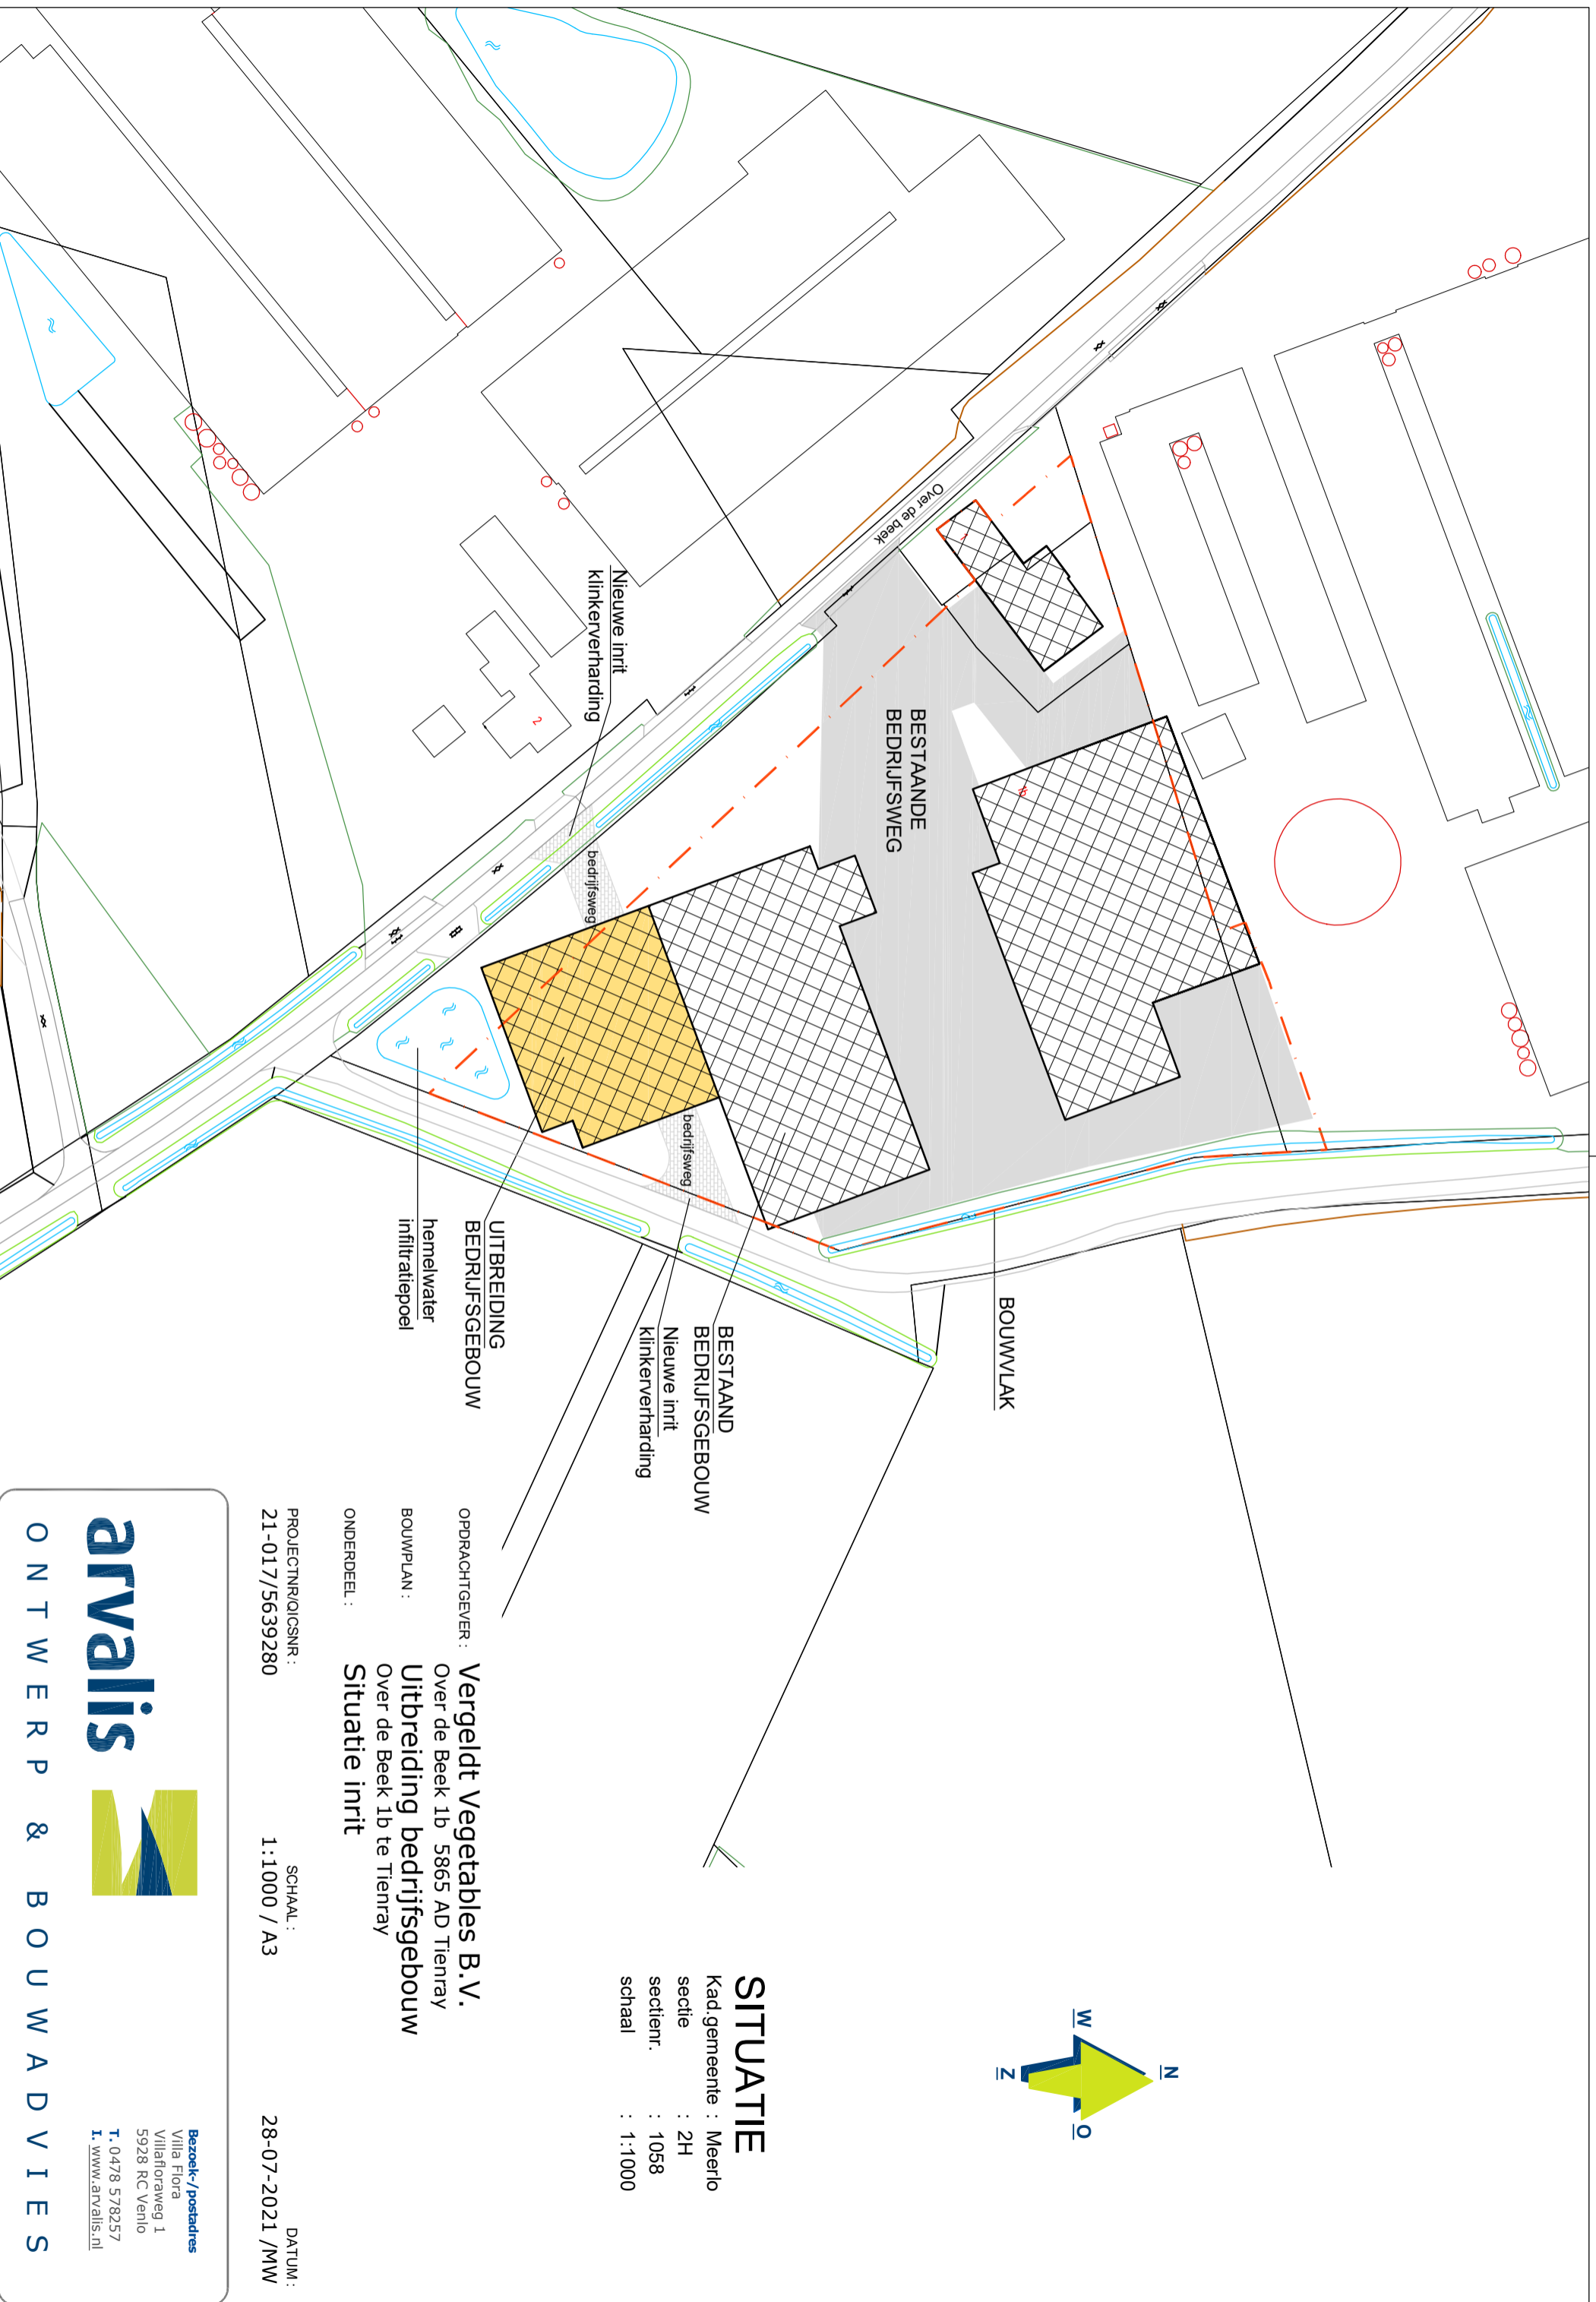 Over de beek
1
BESTAANDE
BEDRIJFSWEG
1b
Nieuwe inrit
klinkerverharding
2
bedrijfsweg
bedrijfsweg
BOUWVLAK
BESTAAND
BEDRIJFSGEBOUW
Nieuwe inrit
klinkerverharding
UITBREIDING
BEDRIJFSGEBOUW
hemelwater
infiltratiepoel
N
W
O
Z
SITUATIE
Kad.gemeente : Meerlo
sectie : 2H
sectienr. : 1058
schaal : 1:1000
OPDRACHTGEVER : Vergeldt Vegetables B.V.
Over de Beek 1b 5865 AD Tienray
BOUWPLAN : Uitbreiding bedrijfsgebouw
Over de Beek 1b te Tienray
ONDERDEEL : Situatie inrit
PROJECTNR/QICSNR : SCHAAL : DATUM :
21-017/5639280 1:1000 / A3 28-07-2021 /MW
arvalis
ONTWERP & BOUWADVIES
Bezoek-/postadres
Villa Flora
Villafloraweg 1
5928 RC Venlo
T. 0478 578257
I. www.arvalis.nl